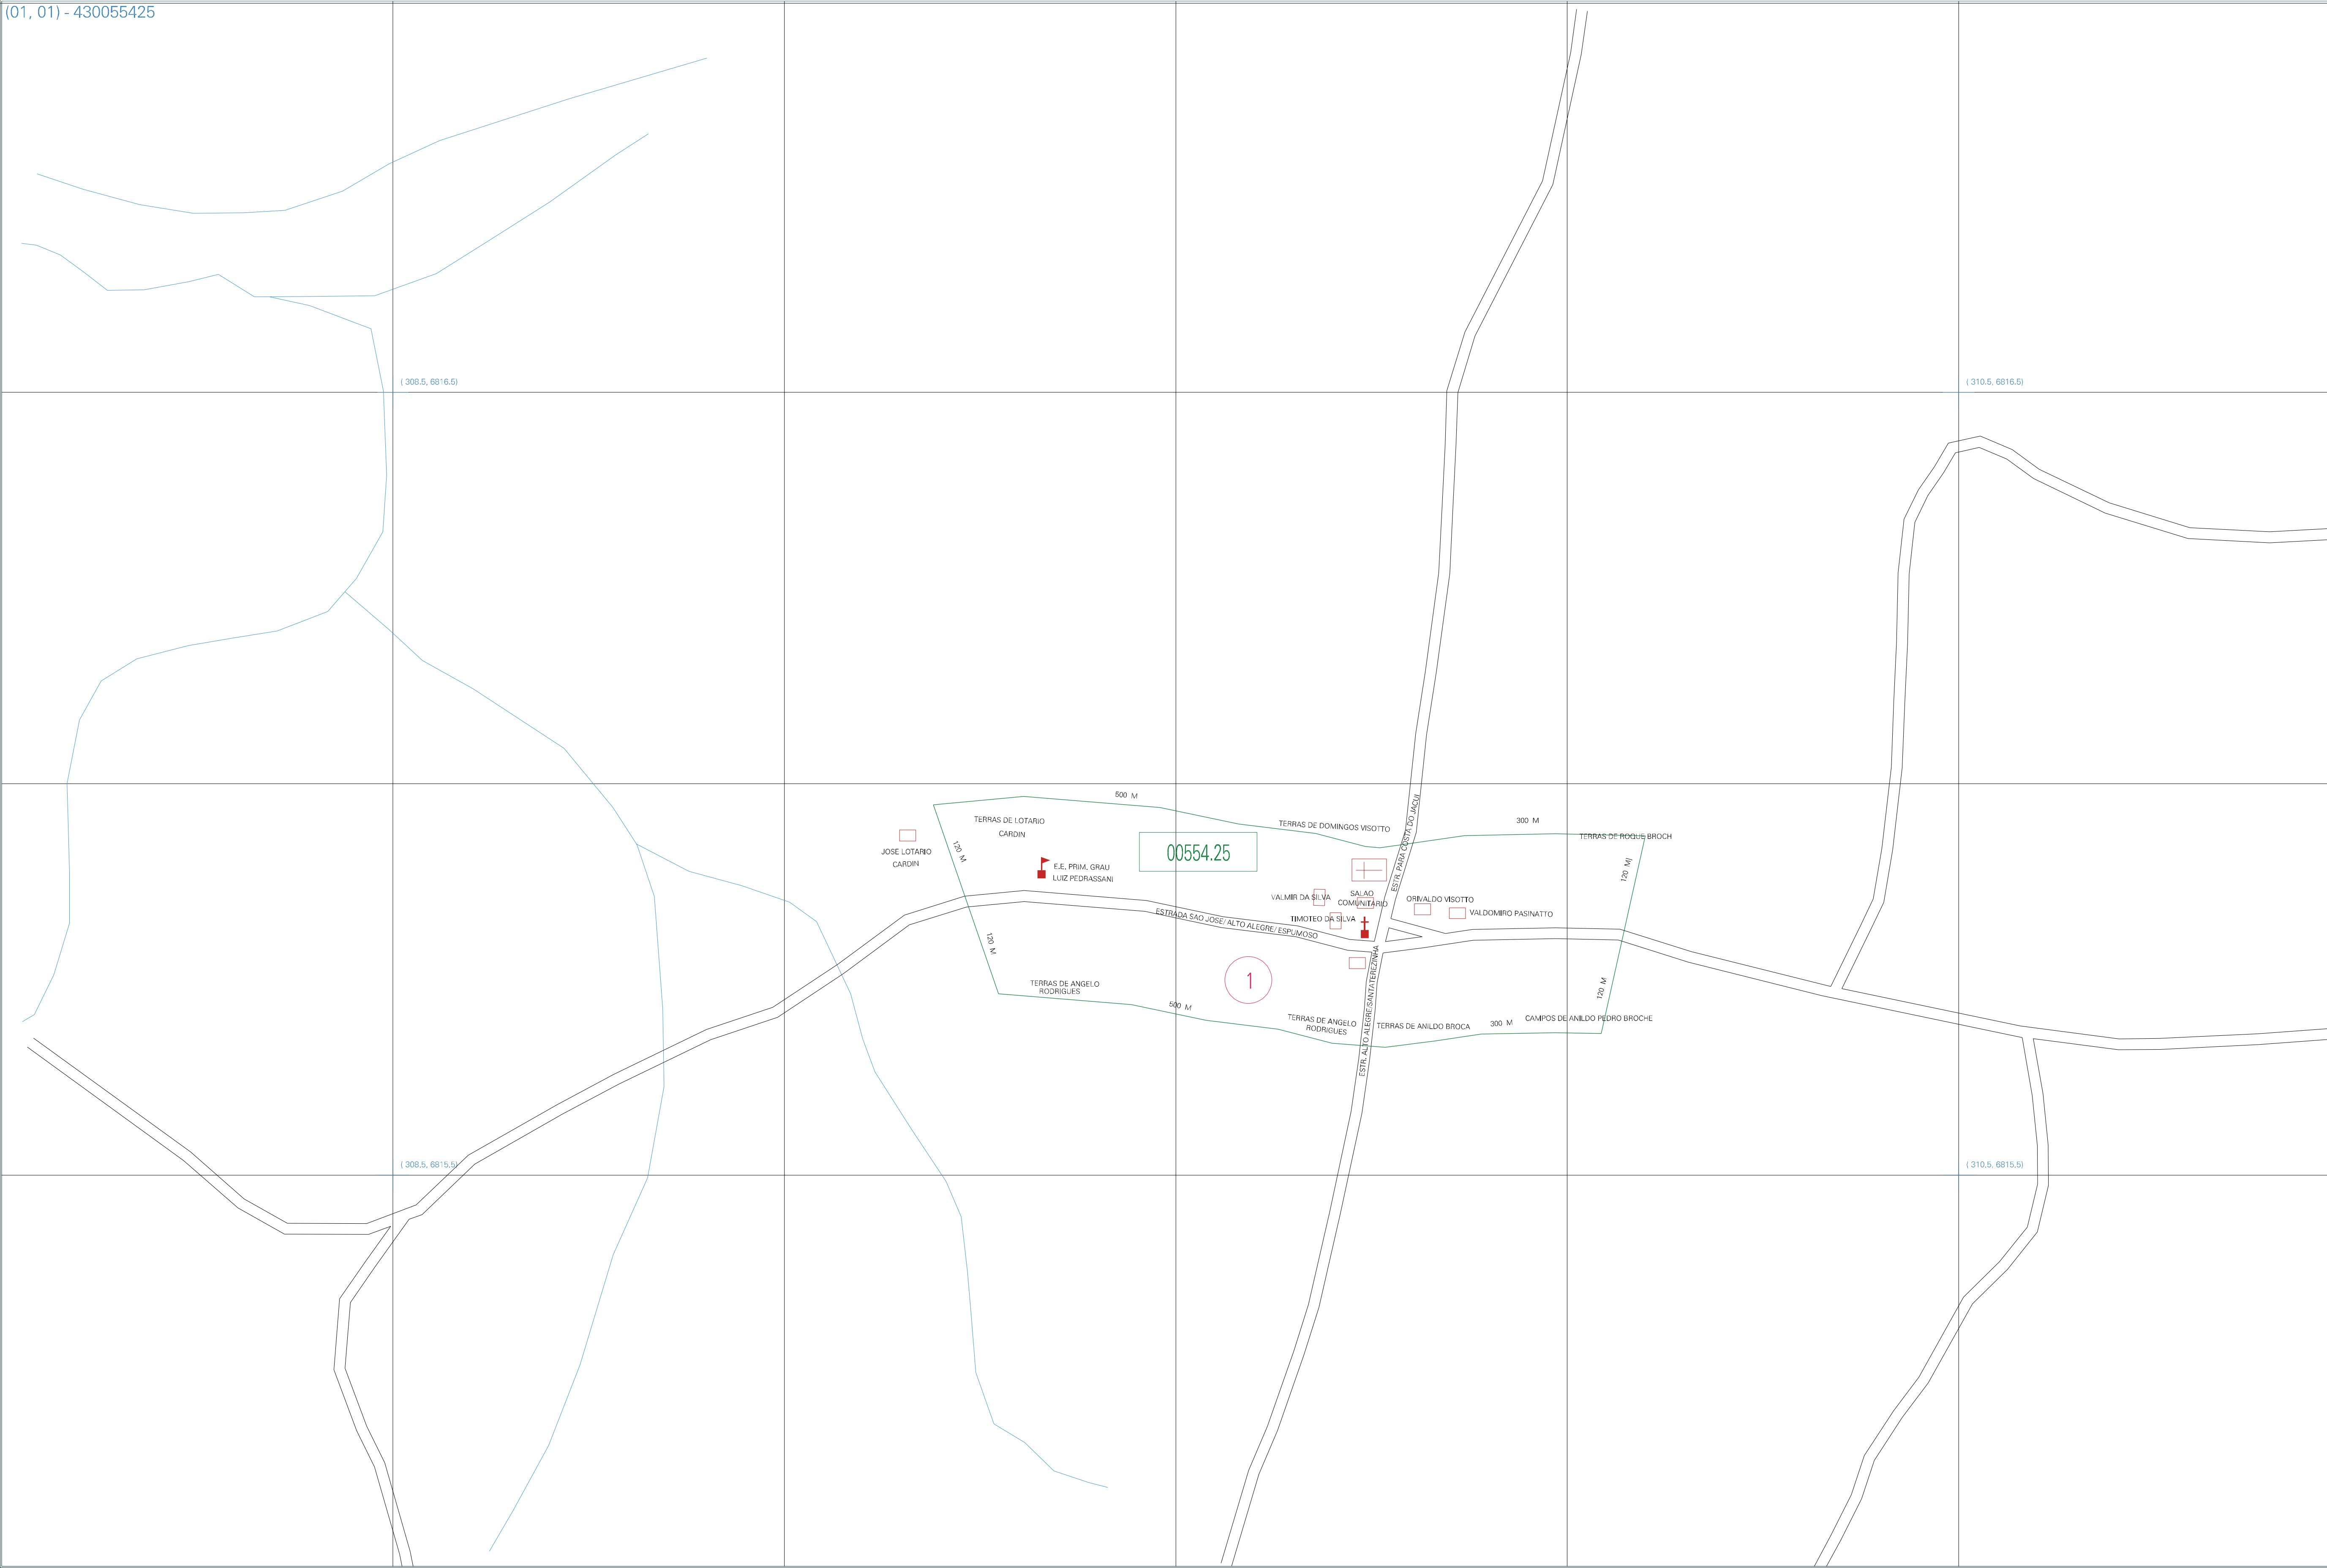 (01, 01) - 430055425
( 308.5, 6816.5)
( 310.5, 6816.5)
500 M
300 M
TERRAS DE LOTARIO
CARDIN
TERRAS DE DOMINGOS VISOTTO
TERRAS DE ROQUE BROCH
JOSE LOTARIO
CARDIN
120 M
00554.25
E.E. PRIM. GRAU
LUIZ PEDRASSANI
ESTR. PARA COSTA DO JACUI
120 M
VALMIR DA SILVA
SALAO
COMUNITARIO
ORIVALDO VISOTTO
VALDOMIRO PASINATTO
TIMOTEO DA SILVA
ESTRADA SAO JOSE/ ALTO ALEGRE/ ESPUMOSO
120 M
1
ESTR. ALTO ALEGRE/SANTA TEREZINHA
120 M
TERRAS DE ANGELO
RODRIGUES
500 M
TERRAS DE ANGELO
RODRIGUES
TERRAS DE ANILDO BROCA
300 M
CAMPOS DE ANILDO PEDRO BROCHE
( 308.5, 6815.5)
( 310.5, 6815.5)